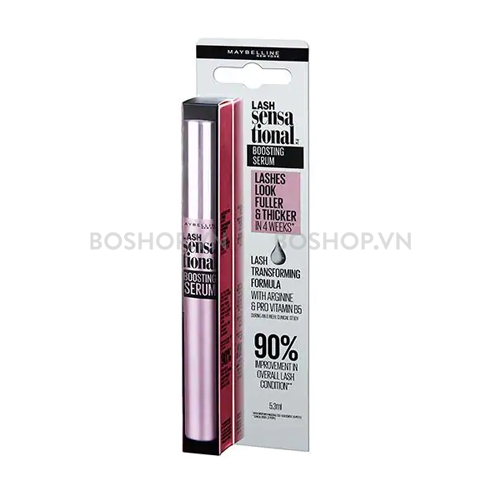 MAYBELLINE
NEW YORK
LASH
sensa
tional
BOOSTING
SERUM
LASHES
LOOK
FULLER
& THICKER
IN 4 WEEKS*
LASH
TRANSFORMING
FORMULA
WITH ARGININE
& PRO VITAMIN B5
90%
IMPROVEMENT IN
OVERALL LASH
CONDITION**
5.3ml
MAYBELLINE
LASH
sensa
tional
BOOSTING
SERUM
BOSHOP.VN
BOSHOP.VN